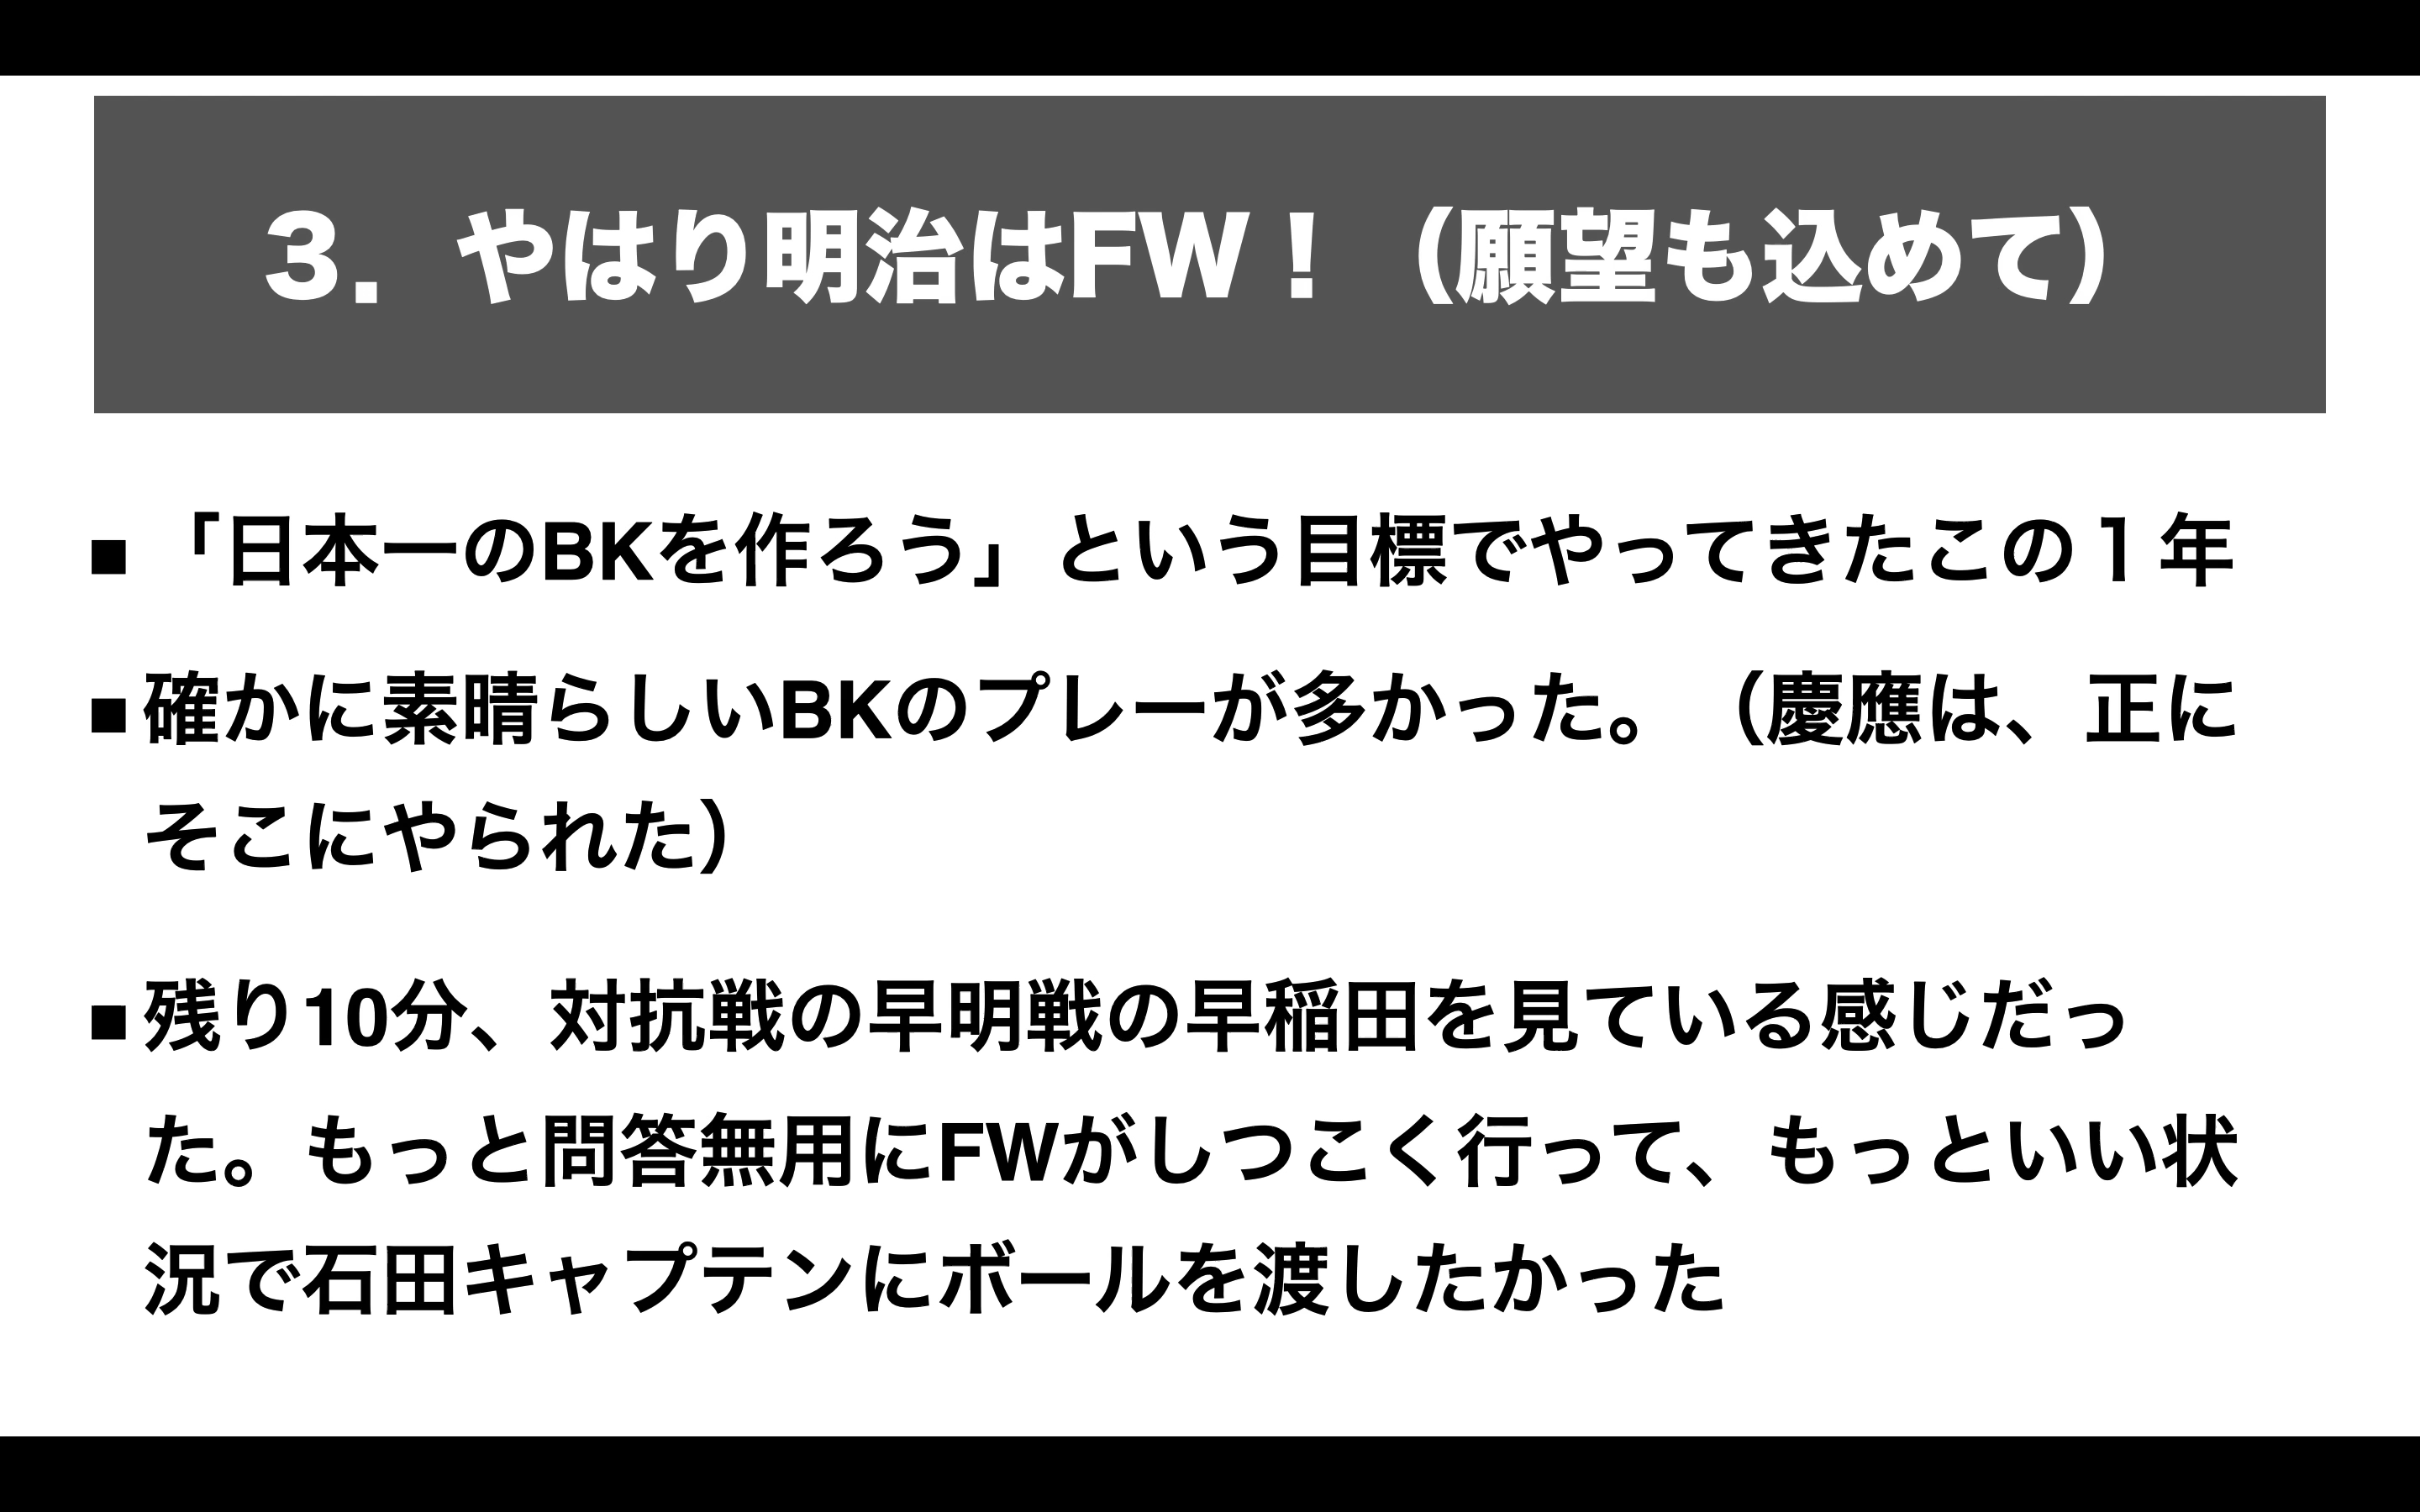 3． やはり明治はFW！ (願望も込めて)
■ 「日本一のBKを作ろう」という目標でやってきたこの１年
■ 確かに素晴らしいBKのプレーが多かった。 （慶應は、正に
そこにやられた）
■ 残り10分、対抗戦の早明戦の早稲田を見ている感じだっ
た。もっと問答無用にFWがしつこく行って、もっといい状
況で石田キャプテンにボールを渡したかった